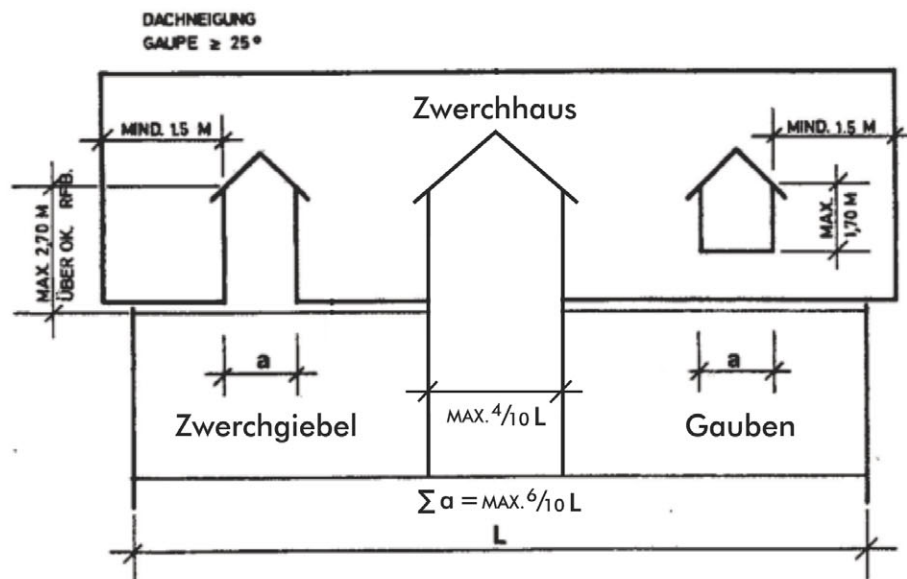 DACHNEIGUNG
GAUPE ≥ 25°
Zwerchhaus
MIND. 1.5 M
MIND. 1.5 M
MAX. 2,70 M
ÜBER OK. RFB.
MAX.
1,70 M
a
a
Zwerchgiebel
MAX. 4/10 L
Gauben
∑ a = MAX. 6/10 L
L